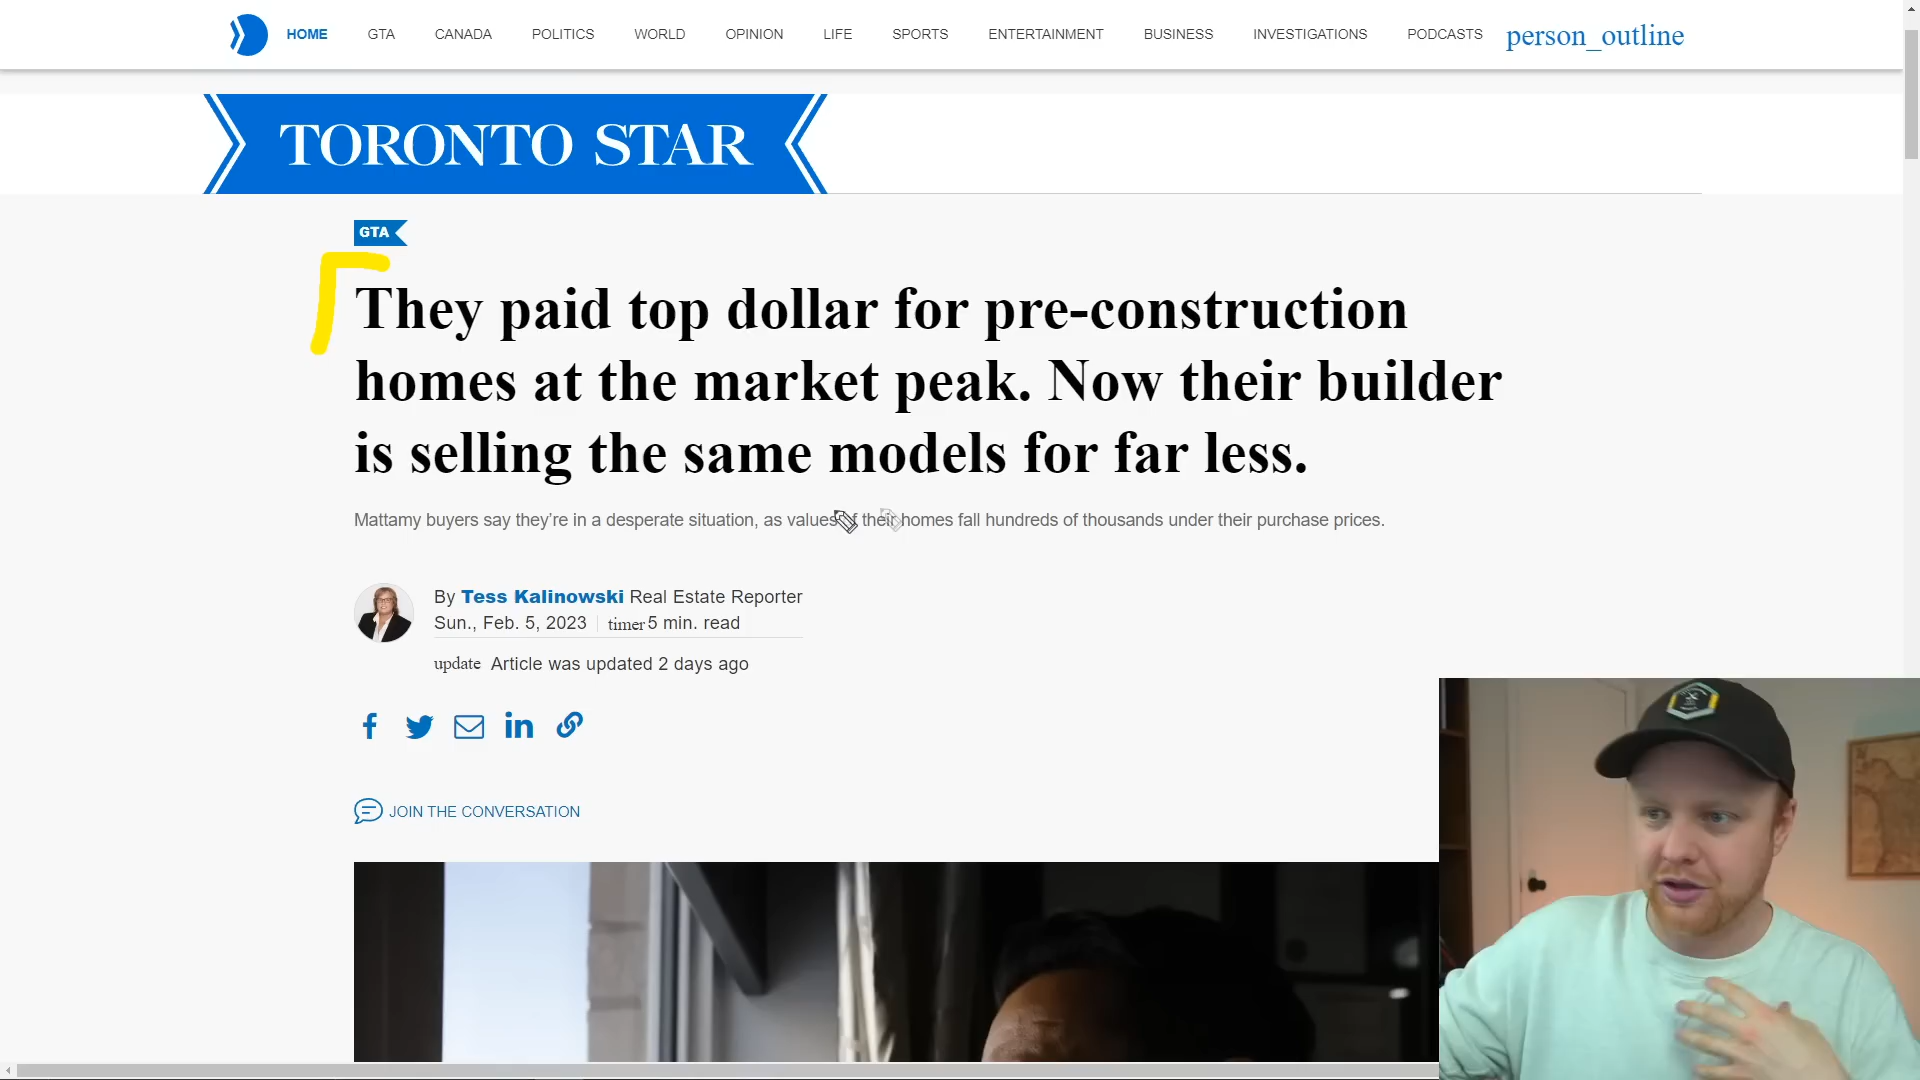 HOME GTA CANADA POLITICS WORLD OPINION LIFE SPORTS ENTERTAINMENT BUSINESS INVESTIGATIONS PODCASTS person_outline
TORONTO STAR
GTA
They paid top dollar for pre-construction
homes at the market peak. Now their builder
is selling the same models for far less.
Mattamy buyers say they're in a desperate situation, as values of their homes fall hundreds of thousands under their purchase prices.
By Tess Kalinowski Real Estate Reporter
Sun., Feb. 5, 2023 timer 5 min. read
update Article was updated 2 days ago
JOIN THE CONVERSATION